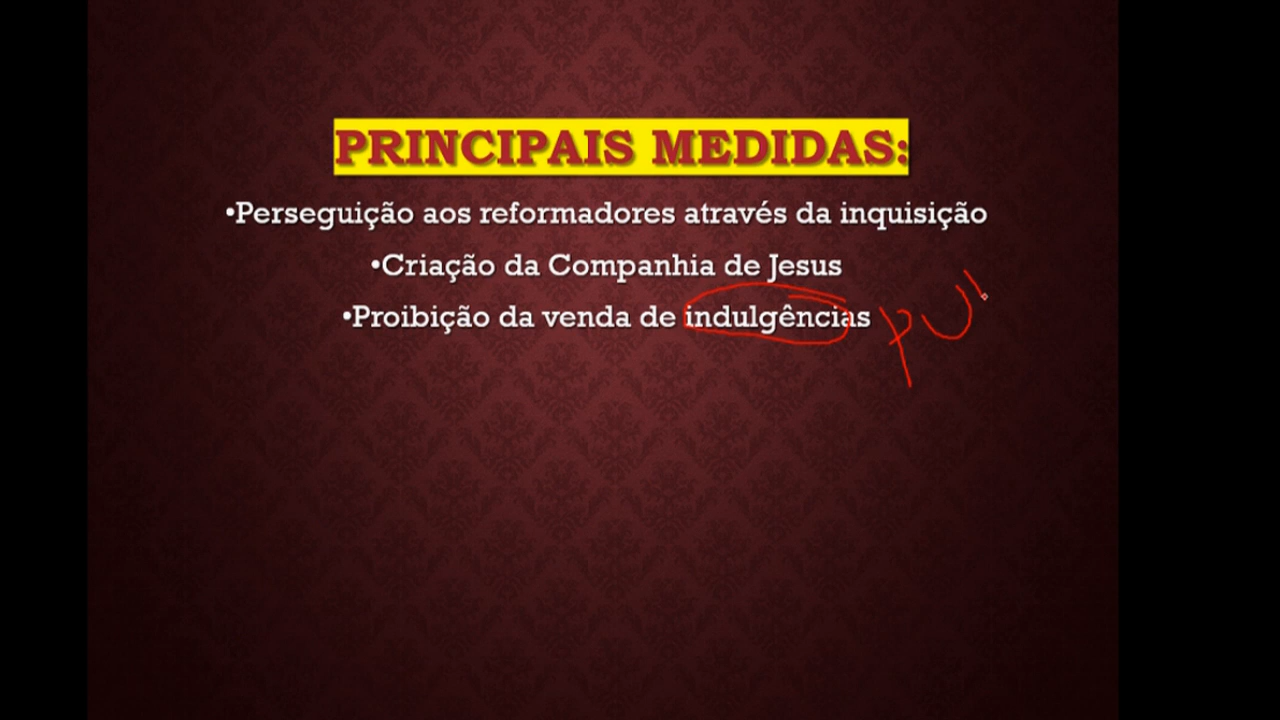 PRINCIPAIS MEDIDAS:
•Perseguição aos reformadores através da inquisição
•Criação da Companhia de Jesus
•Proibição da venda de indulgências